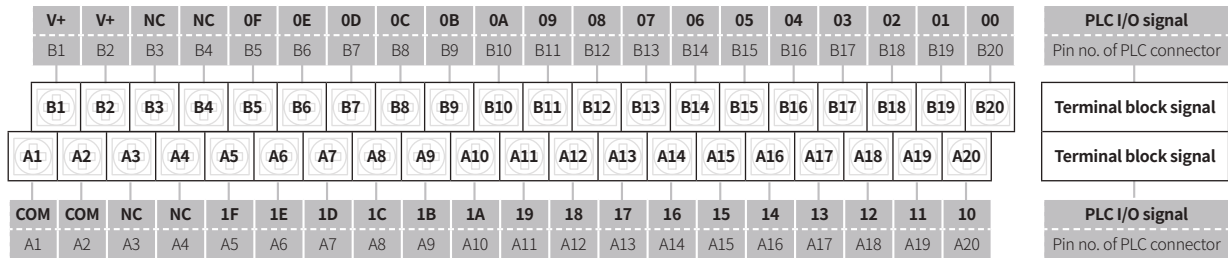 V+ V+ NC NC 0F 0E 0D 0C 0B 0A 09 08 07 06 05 04 03 02 01 00 PLC I/O signal
B1 B2 B3 B4 B5 B6 B7 B8 B9 B10 B11 B12 B13 B14 B15 B16 B17 B18 B19 B20 Pin no. of PLC connector
B1 B2 B3 B4 B5 B6 B7 B8 B9 B10 B11 B12 B13 B14 B15 B16 B17 B18 B19 B20 Terminal block signal
A1 A2 A3 A4 A5 A6 A7 A8 A9 A10 A11 A12 A13 A14 A15 A16 A17 A18 A19 A20 Terminal block signal
COM COM NC NC 1F 1E 1D 1C 1B 1A 19 18 17 16 15 14 13 12 11 10 PLC I/O signal
A1 A2 A3 A4 A5 A6 A7 A8 A9 A10 A11 A12 A13 A14 A15 A16 A17 A18 A19 A20 Pin no. of PLC connector